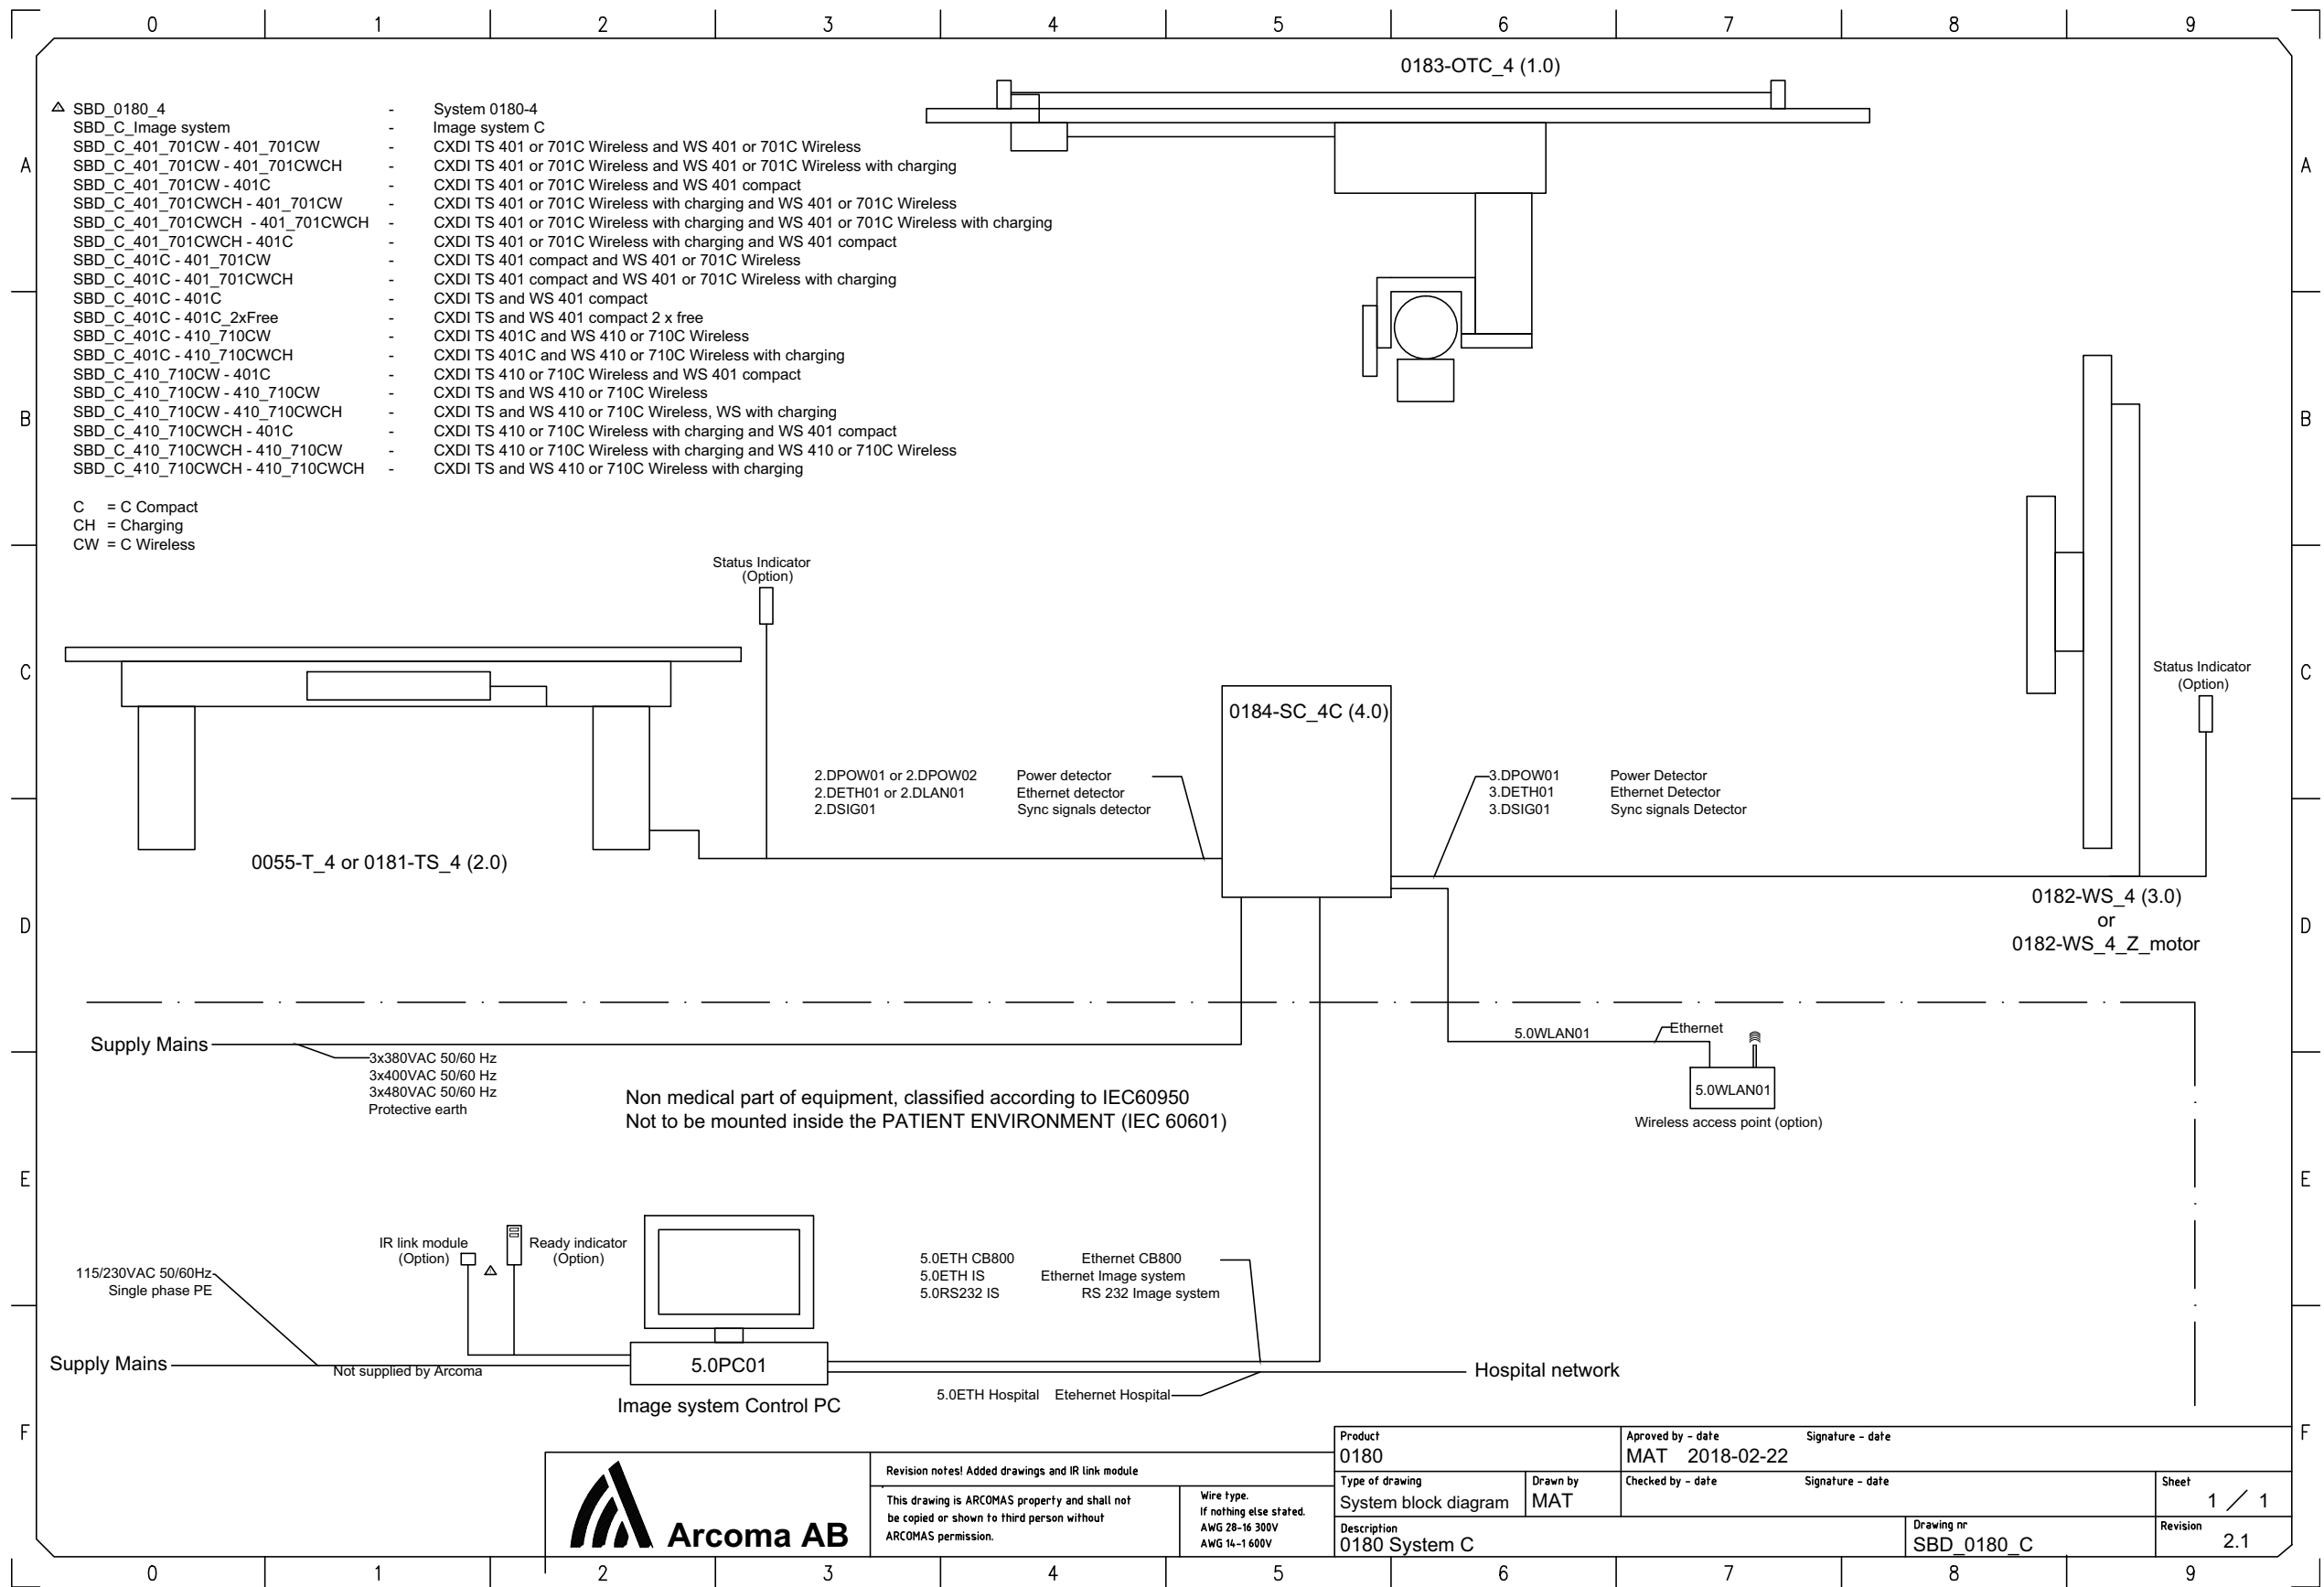 0 1 2 3 4 5 6 7 8 9
0183-OTC_4 (1.0)
SBD_0180_4 - System 0180-4
SBD_C_Image system - Image system C
SBD_C_401_701CW - 401_701CW - CXDI TS 401 or 701C Wireless and WS 401 or 701C Wireless
SBD_C_401_701CW - 401_701CWCH - CXDI TS 401 or 701C Wireless and WS 401 or 701C Wireless with charging
SBD_C_401_701CW - 401C - CXDI TS 401 or 701C Wireless and WS 401 compact
SBD_C_401_701CWCH - 401_701CW - CXDI TS 401 or 701C Wireless with charging and WS 401 or 701C Wireless
SBD_C_401_701CWCH - 401_701CWCH - CXDI TS 401 or 701C Wireless with charging and WS 401 or 701C Wireless with charging
SBD_C_401_701CWCH - 401C - CXDI TS 401 or 701C Wireless with charging and WS 401 compact
SBD_C_401C - 401_701CW - CXDI TS 401 compact and WS 401 or 701C Wireless
SBD_C_401C - 401_701CWCH - CXDI TS 401 compact and WS 401 or 701C Wireless with charging
SBD_C_401C - 401C - CXDI TS and WS 401 compact
SBD_C_401C - 401C_2xFree - CXDI TS and WS 401 compact 2 x free
SBD_C_401C - 410_710CW - CXDI TS 401C and WS 410 or 710C Wireless
SBD_C_401C - 410_710CWCH - CXDI TS 401C and WS 410 or 710C Wireless with charging
SBD_C_410_710CW - 401C - CXDI TS 410 or 710C Wireless and WS 401 compact
SBD_C_410_710CW - 410_710CW - CXDI TS and WS 410 or 710C Wireless
SBD_C_410_710CW - 410_710CWCH - CXDI TS and WS 410 or 710C Wireless, WS with charging
SBD_C_410_710CWCH - 401C - CXDI TS 410 or 710C Wireless with charging and WS 401 compact
SBD_C_410_710CWCH - 410_710CW - CXDI TS 410 or 710C Wireless with charging and WS 410 or 710C Wireless
SBD_C_410_710CWCH - 410_710CWCH - CXDI TS and WS 410 or 710C Wireless with charging
C = C Compact
CH = Charging
CW = C Wireless
A A
B B
C C
D D
E E
F F
Status Indicator
(Option)
Status Indicator
(Option)
0184-SC_4C (4.0)
2.DPOW01 or 2.DPOW02 Power detector
2.DETH01 or 2.DLAN01 Ethernet detector
2.DSIG01 Sync signals detector
3.DPOW01 Power Detector
3.DETH01 Ethernet Detector
3.DSIG01 Sync signals Detector
0055-T_4 or 0181-TS_4 (2.0)
0182-WS_4 (3.0)
or
0182-WS_4_Z_motor
Supply Mains
3x380VAC 50/60 Hz
3x400VAC 50/60 Hz
3x480VAC 50/60 Hz
Protective earth
Non medical part of equipment, classified according to IEC60950
Not to be mounted inside the PATIENT ENVIRONMENT (IEC 60601)
5.0WLAN01 Ethernet
5.0WLAN01
Wireless access point (option)
IR link module
(Option)
Ready indicator
(Option)
115/230VAC 50/60Hz
Single phase PE
5.0ETH CB800 Ethernet CB800
5.0ETH IS Ethernet Image system
5.0RS232 IS RS 232 Image system
Supply Mains
Not supplied by Arcoma
5.0PC01
Image system Control PC
Hospital network
5.0ETH Hospital Etehernet Hospital
Arcoma AB
Revision notes! Added drawings and IR link module
This drawing is ARCOMAS property and shall not
be copied or shown to third person without
ARCOMAS permission.
Wire type.
If nothing else stated.
AWG 28-16 300V
AWG 14-1 600V
Product
0180
Aproved by - date Signature - date
MAT 2018-02-22
Type of drawing
System block diagram
Drawn by
MAT
Checked by - date Signature - date
Sheet
1 / 1
Description
0180 System C
Drawing nr
SBD_0180_C
Revision
2.1
0 1 2 3 4 5 6 7 8 9